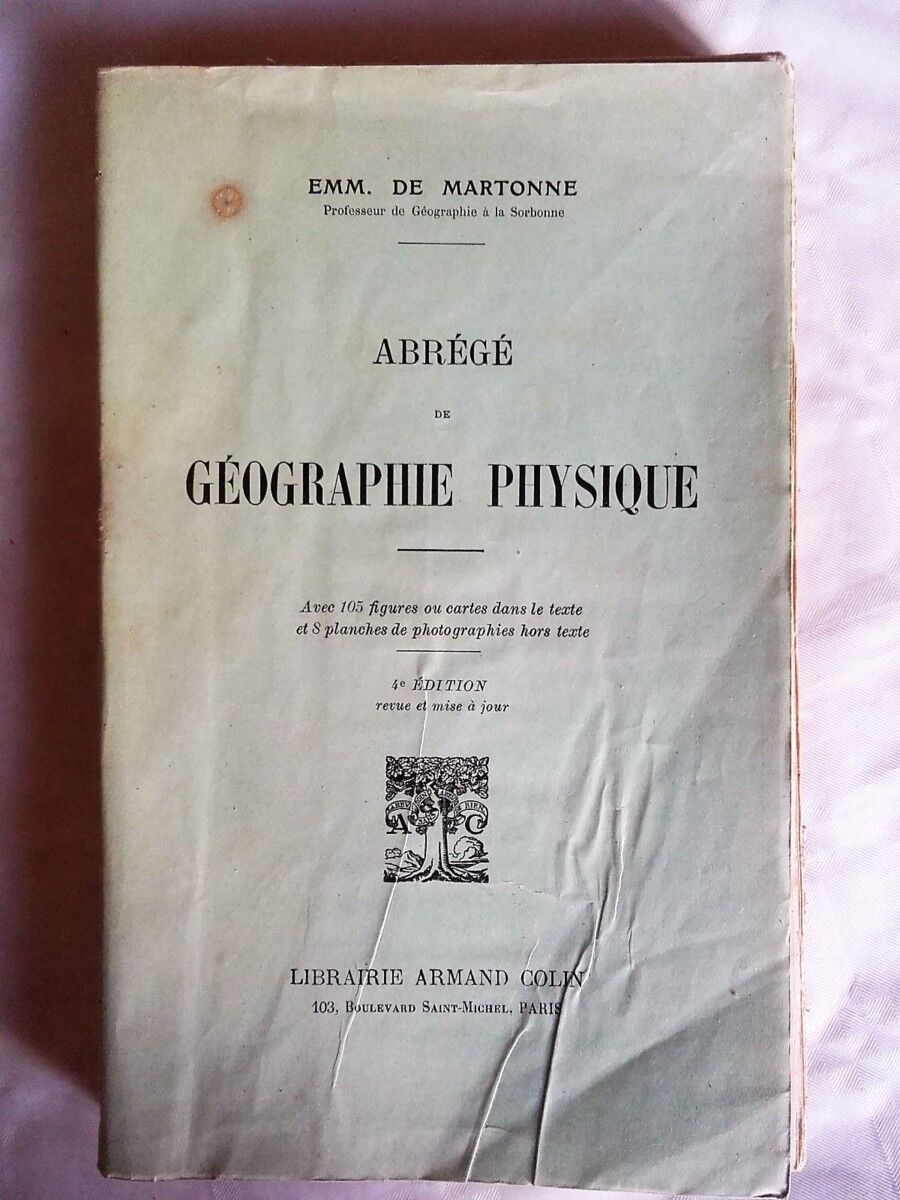 EMM. DE MARTONNE
Professeur de Géographie à la Sorbonne
ABRÉGÉ
DE
GÉOGRAPHIE PHYSIQUE
Avec 105 figures ou cartes dans le texte
et 8 planches de photographies hors texte
4e ÉDITION
revue et mise à jour
A C
LIBRAIRIE ARMAND COLIN
103, BOULEVARD SAINT-MICHEL, PARIS